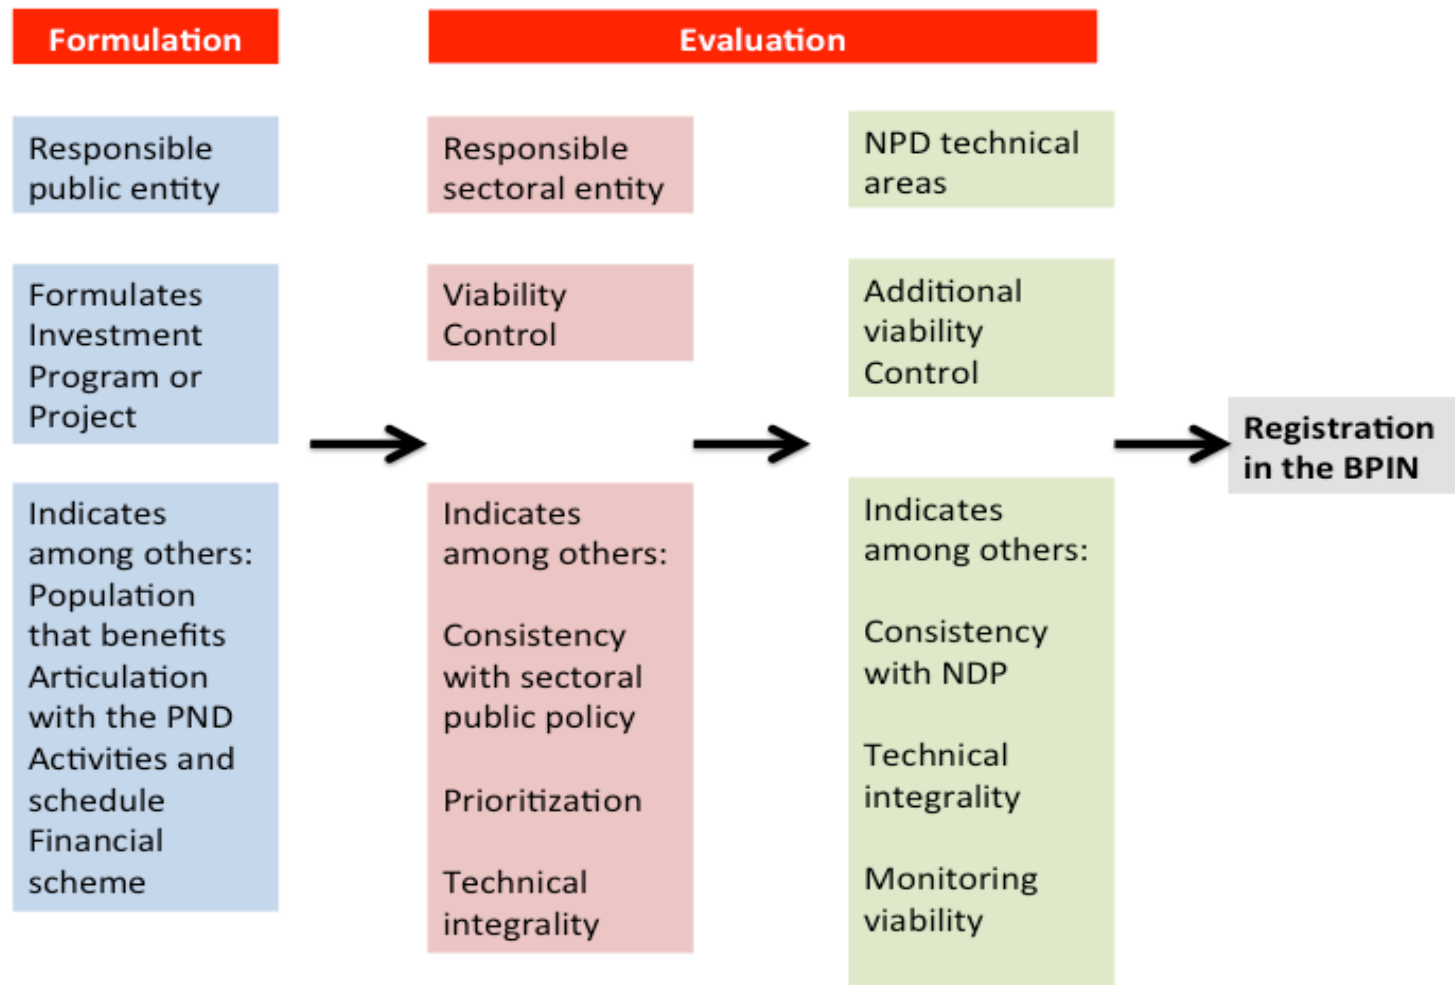 Formulation
Evaluation
Responsible
public entity
Formulates
Investment
Program or
Project
Indicates
among others:
Population
that benefits
Articulation
with the PND
Activities and
schedule
Financial
scheme
Responsible
sectoral entity
Viability
Control
Indicates
among others:
Consistency
with sectoral
public policy
Prioritization
Technical
integrality
NPD technical
areas
Additional
viability
Control
Indicates
among others:
Consistency
with NDP
Technical
integrality
Monitoring
viability
Registration
in the BPIN